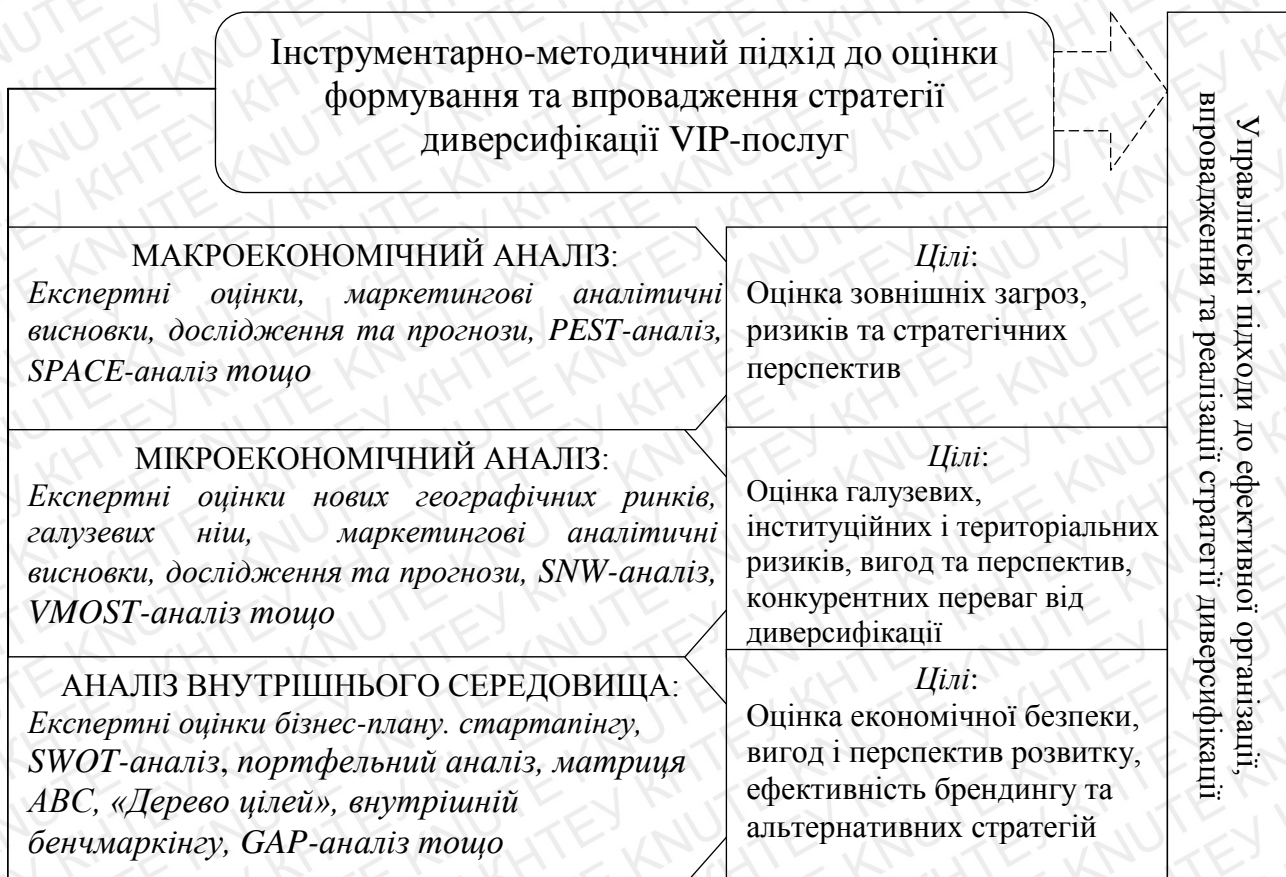 Інструментарно-методичний підхід до оцінки
формування та впровадження стратегії
диверсифікації VIP-послуг
МАКРОЕКОНОМІЧНИЙ АНАЛІЗ:
Експертні оцінки, маркетингові аналітичні
висновки, дослідження та прогнози, PEST-аналіз,
SPACE-аналіз тощо
Цілі:
Оцінка зовнішніх загроз,
ризиків та стратегічних
перспектив
МІКРОЕКОНОМІЧНИЙ АНАЛІЗ:
Експертні оцінки нових географічних ринків,
галузевих ніш, маркетингові аналітичні
висновки, дослідження та прогнози, SNW-аналіз,
VMOST-аналіз тощо
Цілі:
Оцінка галузевих,
інституційних і територіальних
ризиків, вигод та перспектив,
конкурентних переваг від
диверсифікації
АНАЛІЗ ВНУТРІШНЬОГО СЕРЕДОВИЩА:
Експертні оцінки бізнес-плану. стартапінгу,
SWOT-аналіз, портфельний аналіз, матриця
ABC, «Дерево цілей», внутрішній
бенчмаркінгу, GAP-аналіз тощо
Цілі:
Оцінка економічної безпеки,
вигод і перспектив розвитку,
ефективність брендингу та
альтернативних стратегій
Управлінські підходи до ефективної організації,
впровадження та реалізації стратегії диверсифікації